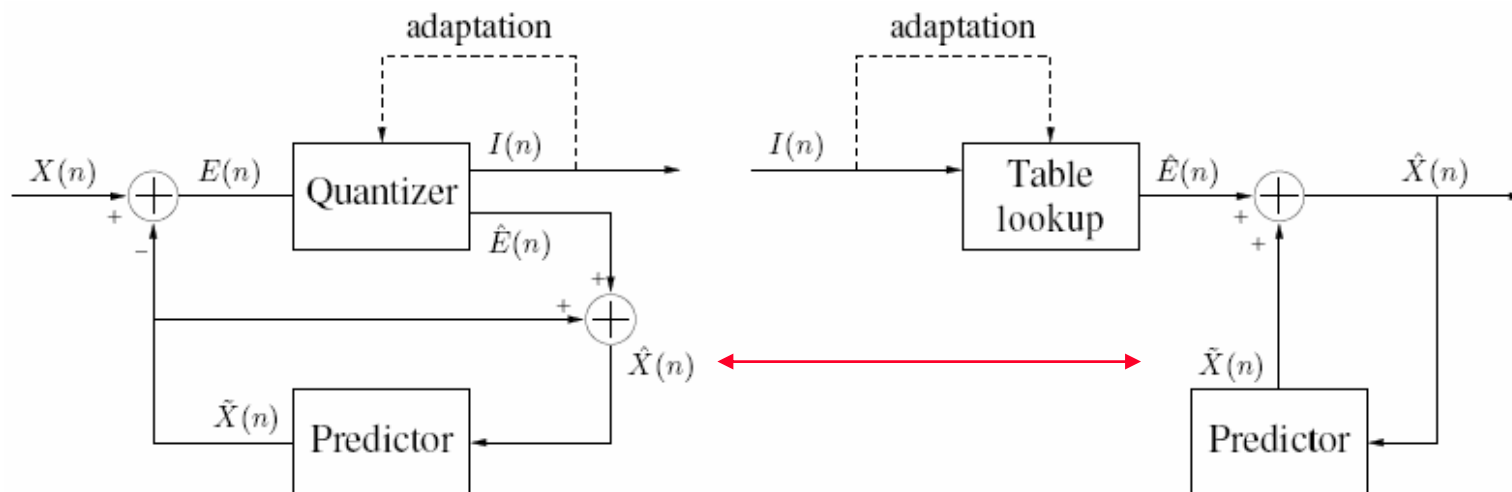 adaptation
X(n)
+
−
E(n)
Quantizer
I(n)
Ê(n)
+
+
X̂(n)
X̃(n)
Predictor
adaptation
I(n)
Table
lookup
Ê(n)
+
+
X̂(n)
X̃(n)
Predictor